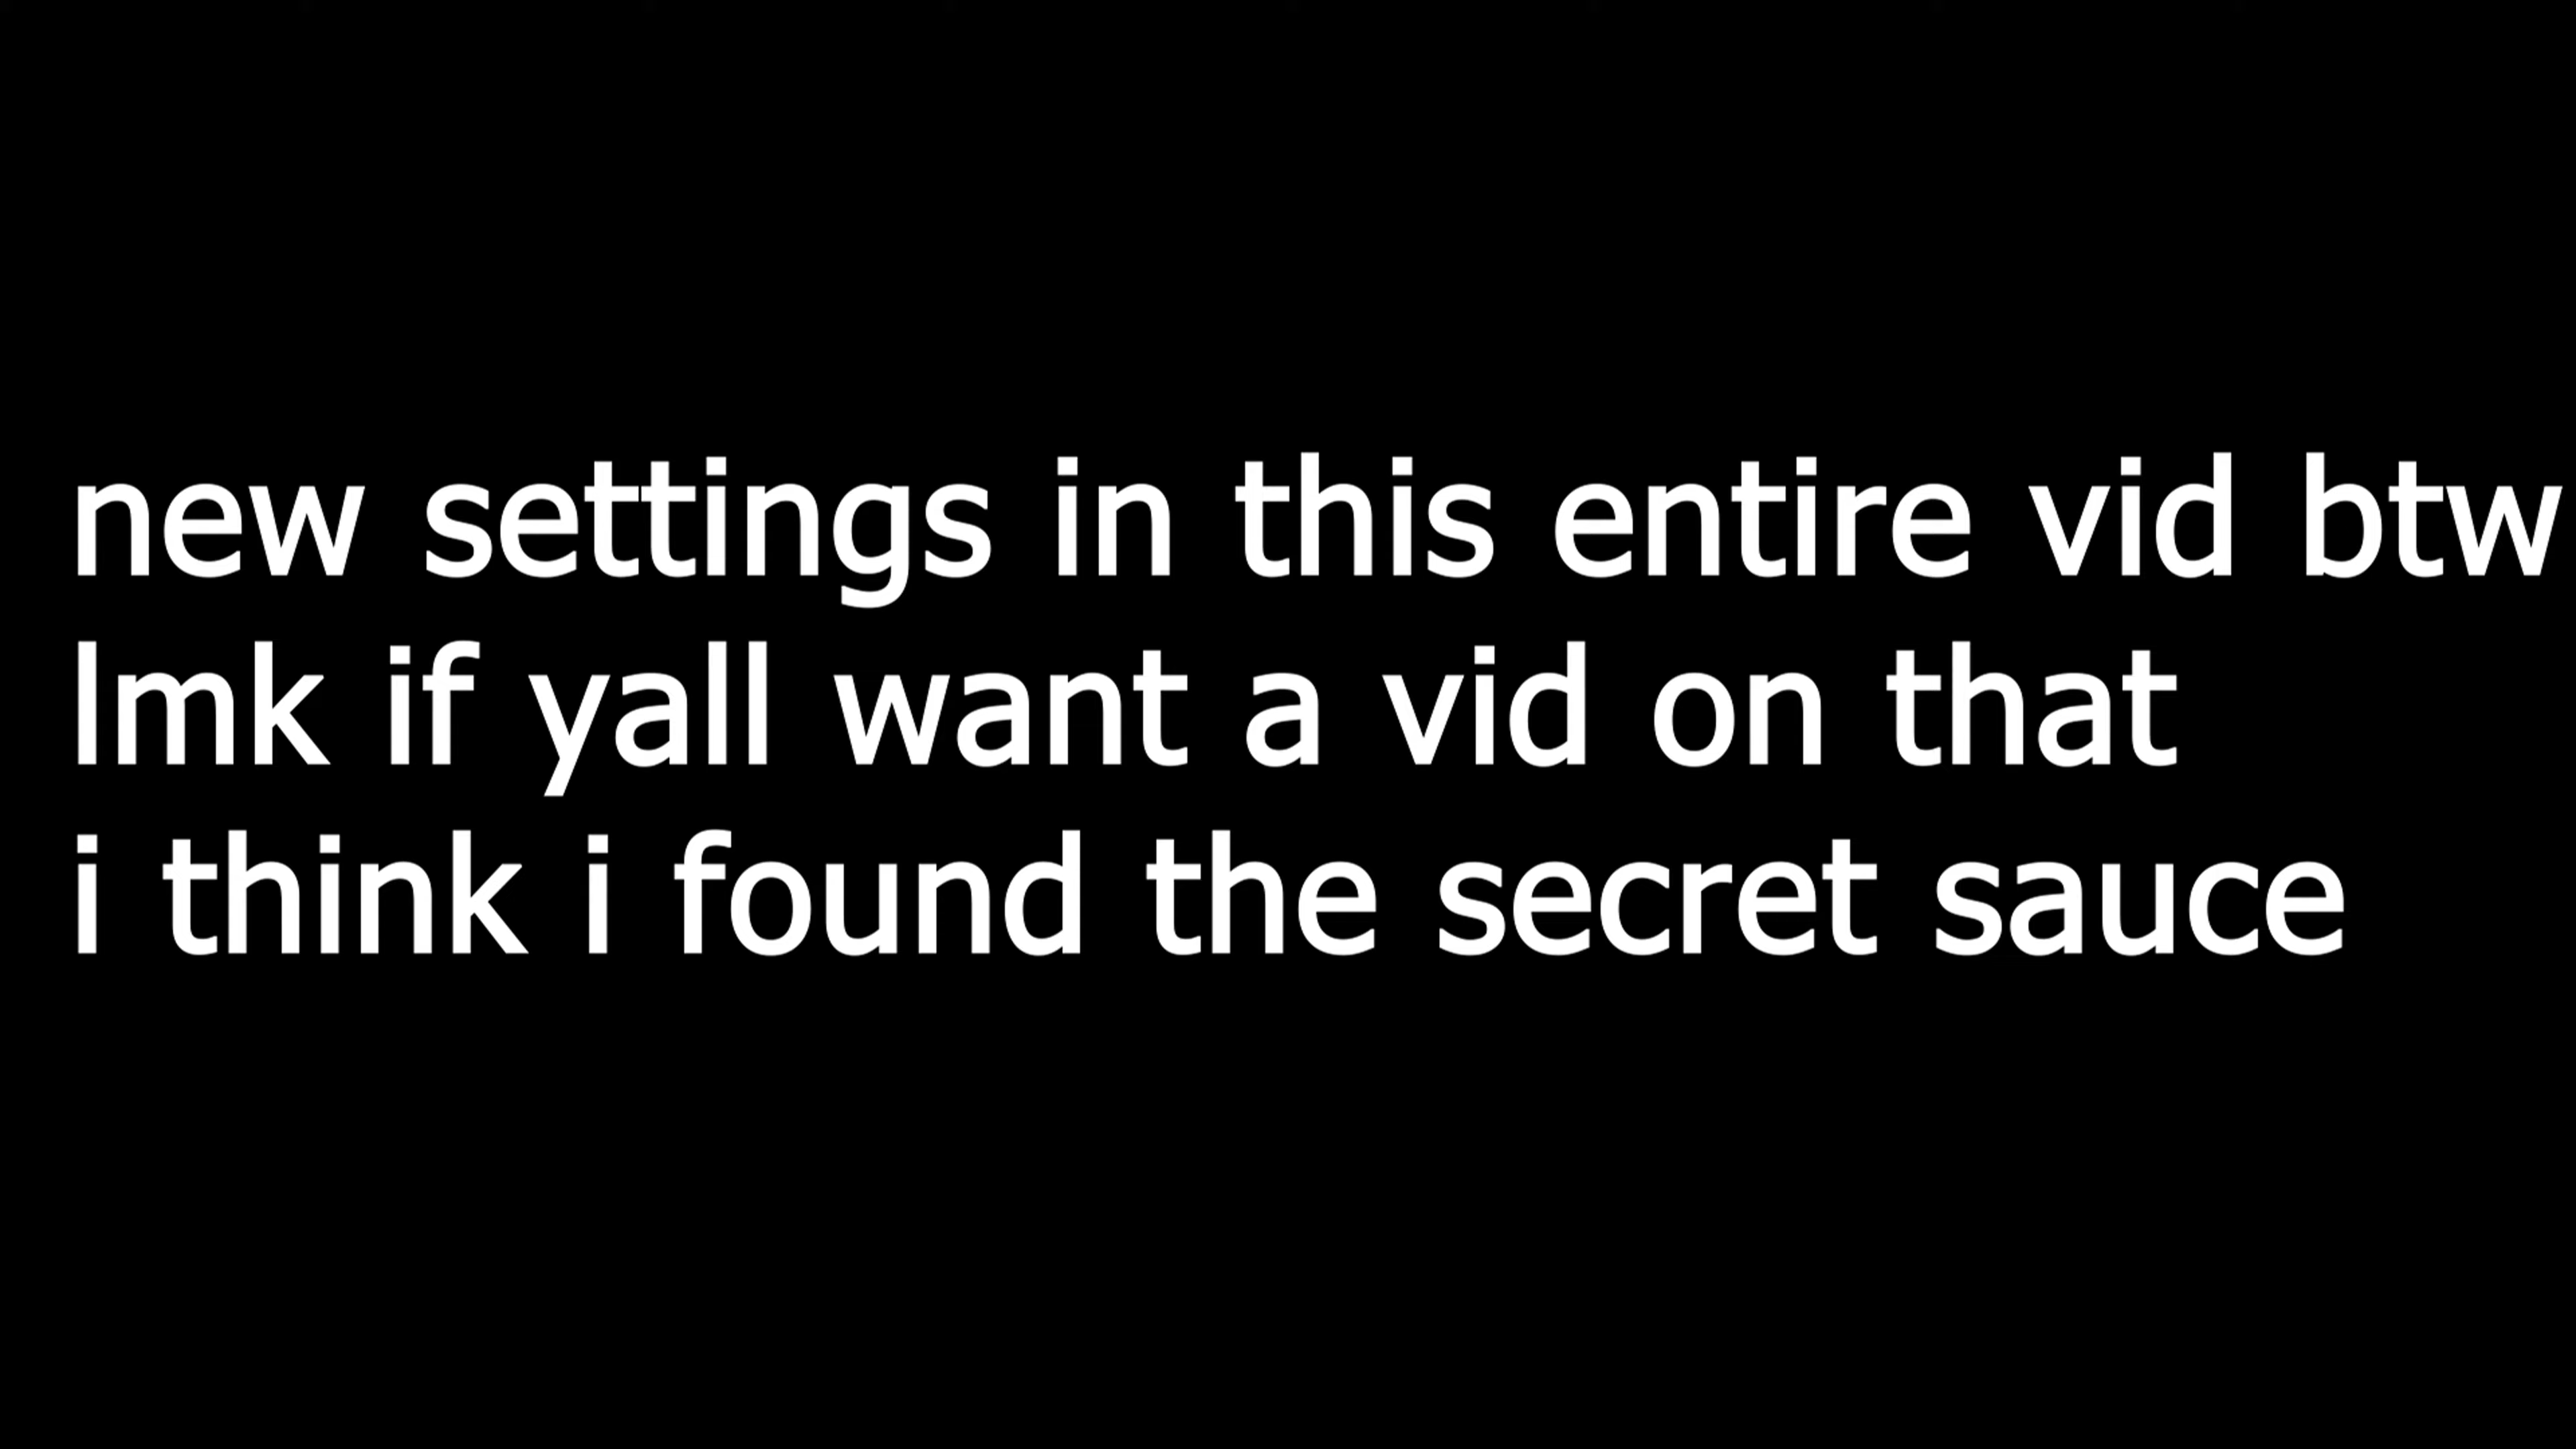 new settings in this entire vid btw
lmk if yall want a vid on that
i think i found the secret sauce